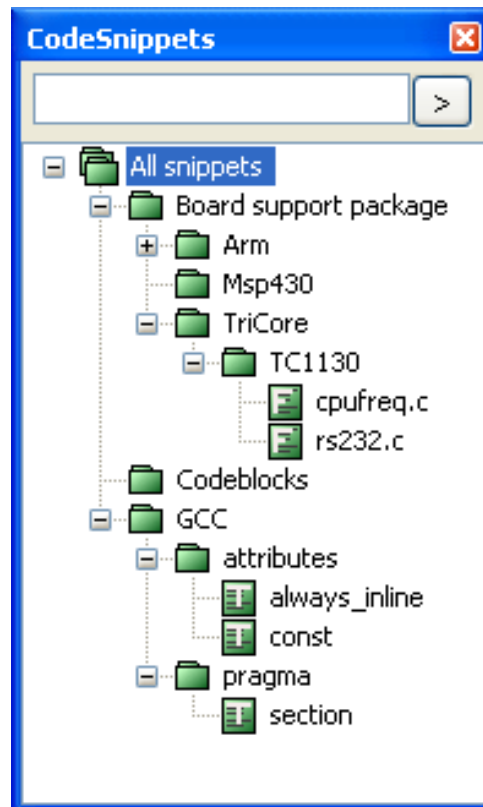 CodeSnippets
>
All snippets
Board support package
Arm
Msp430
TriCore
TC1130
cpufreq.c
rs232.c
Codeblocks
GCC
attributes
always_inline
const
pragma
section